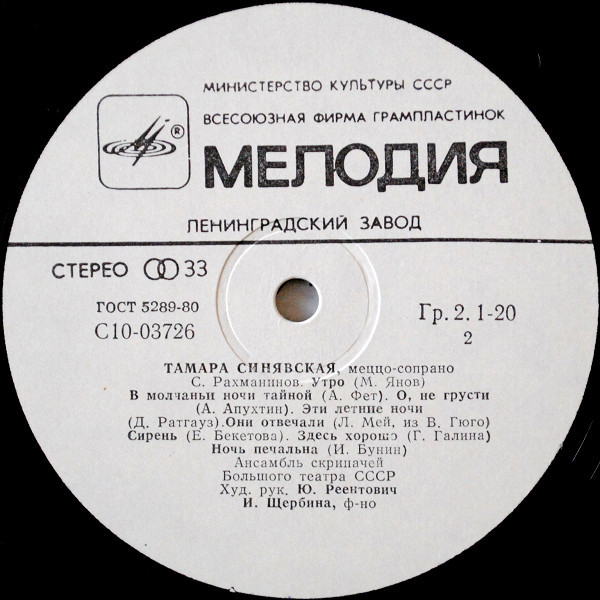 МИНИСТЕРСТВО КУЛЬТУРЫ СССР
ВСЕСОЮЗНАЯ ФИРМА ГРАМПЛАСТИНОК
®
МЕЛОДИЯ
ЛЕНИНГРАДСКИЙ ЗАВОД
СТЕРЕО 33
ГОСТ 5289-80
С10-03726
Гр. 2. 1-20
2
ТАМАРА СИНЯВСКАЯ, меццо-сопрано
С. Рахманинов. Утро (М. Янов)
В молчаньи ночи тайной (А. Фет). О, не грусти
(А. Апухтин). Эти летние ночи
(Д. Ратгауз).Они отвечали (Л. Мей, из В. Гюго)
Сирень (Е. Бекетова). Здесь хорошо (Г. Галина)
Ночь печальна (И. Бунин)
Ансамбль скрипачей
Большого театра СССР
Худ. рук. Ю. Реентович
И. Щербина, ф-но